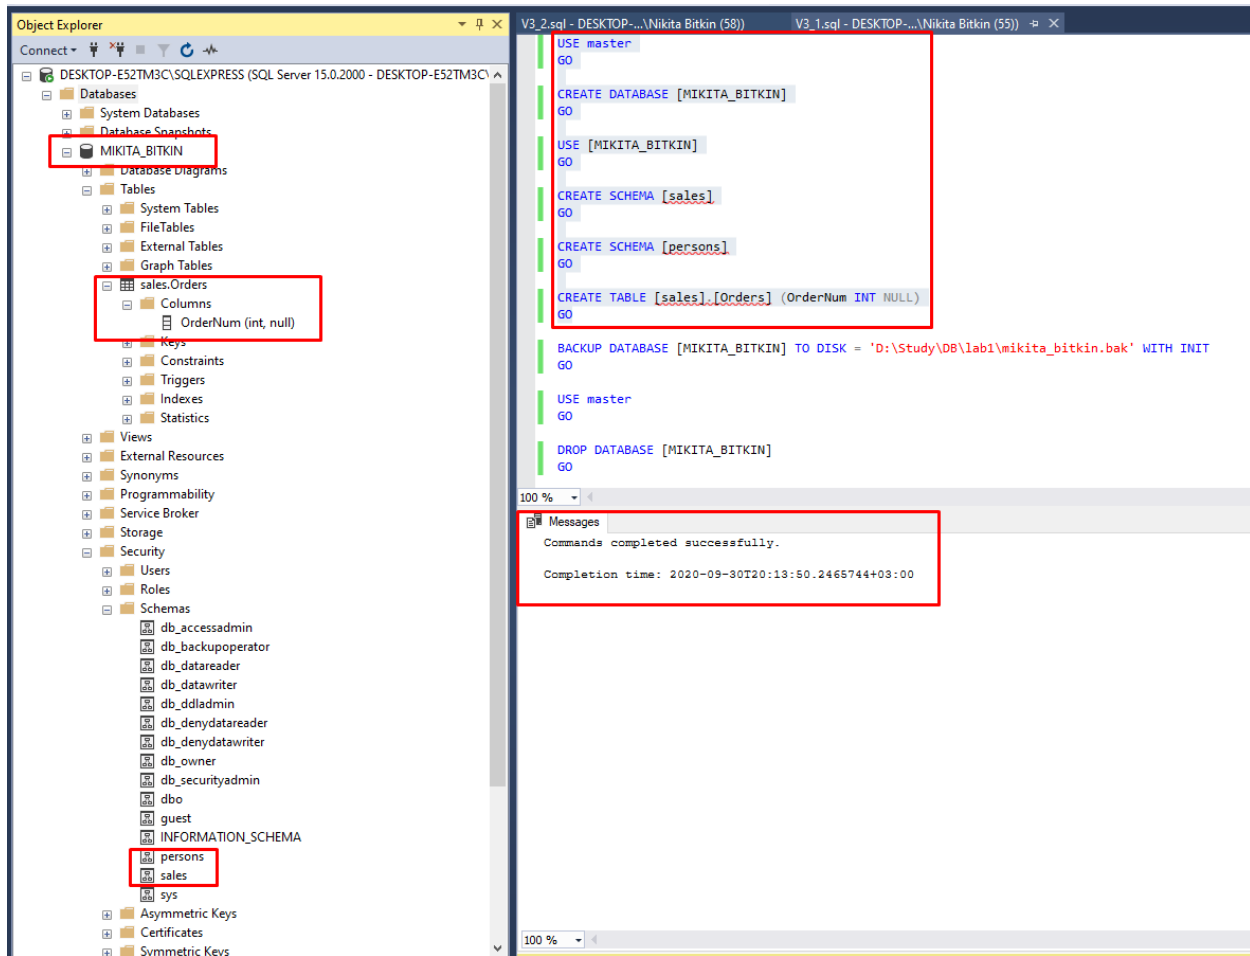 Object Explorer
Connect
DESKTOP-E52TM3C\SQLEXPRESS (SQL Server 15.0.2000 - DESKTOP-E52TM3C\
Databases
System Databases
Database Snapshots
MIKITA_BITKIN
Database Diagrams
Tables
System Tables
FileTables
External Tables
Graph Tables
sales.Orders
Columns
OrderNum (int, null)
Keys
Constraints
Triggers
Indexes
Statistics
Views
External Resources
Synonyms
Programmability
Service Broker
Storage
Security
Users
Roles
Schemas
db_accessadmin
db_backupoperator
db_datareader
db_datawriter
db_ddladmin
db_denydatareader
db_denydatawriter
db_owner
db_securityadmin
dbo
guest
INFORMATION_SCHEMA
persons
sales
sys
Asymmetric Keys
Certificates
Symmetric Keys
V3_2.sql - DESKTOP-...\Nikita Bitkin (58)) V3_1.sql - DESKTOP-...\Nikita Bitkin (55))
USE master
GO
CREATE DATABASE [MIKITA_BITKIN]
GO
USE [MIKITA_BITKIN]
GO
CREATE SCHEMA [sales]
GO
CREATE SCHEMA [persons]
GO
CREATE TABLE [sales].[Orders] (OrderNum INT NULL)
GO
BACKUP DATABASE [MIKITA_BITKIN] TO DISK = 'D:\Study\DB\lab1\mikita_bitkin.bak' WITH INIT
GO
USE master
GO
DROP DATABASE [MIKITA_BITKIN]
GO
100 %
Messages
Commands completed successfully.
Completion time: 2020-09-30T20:13:50.2465744+03:00
100 %